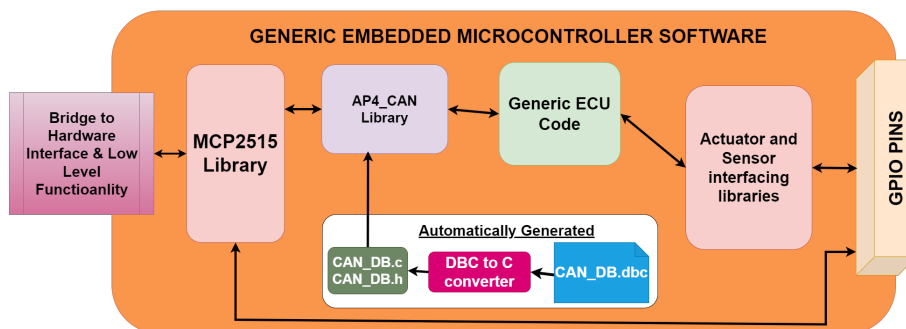 GENERIC EMBEDDED MICROCONTROLLER SOFTWARE
Bridge to
Hardware
Interface & Low
Level
Functioanlity
MCP2515
Library
AP4_CAN
Library
Generic ECU
Code
Actuator and
Sensor
interfacing
libraries
GPIO PINS
Automatically Generated
CAN_DB.c
CAN_DB.h
DBC to C
converter
CAN_DB.dbc